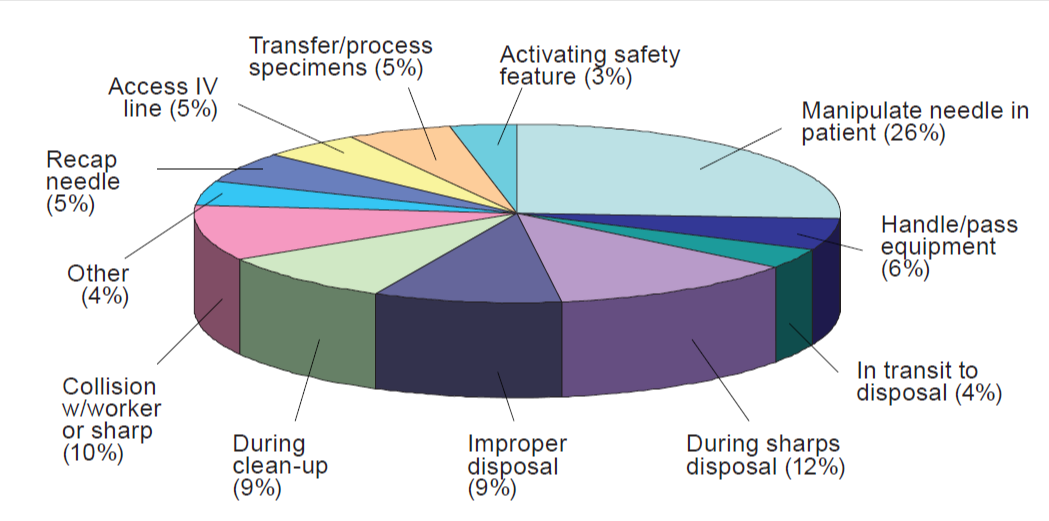 Transfer/process
specimens (5%)
Activating safety
feature (3%)
Access IV
line (5%)
Manipulate needle in
patient (26%)
Recap
needle
(5%)
Handle/pass
equipment
(6%)
Other
(4%)
In transit to
disposal (4%)
Collision
w/worker
or sharp
(10%)
During
clean-up
(9%)
Improper
disposal
(9%)
During sharps
disposal (12%)